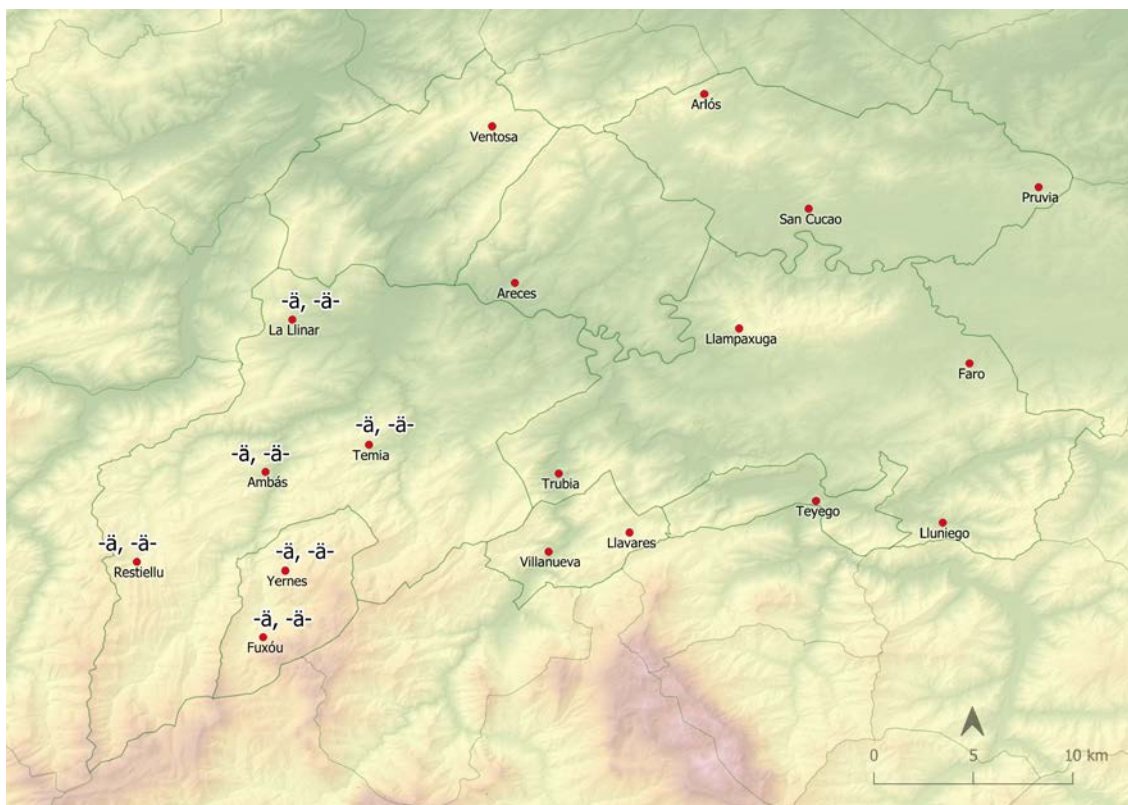 Arlós
Ventosa
Pruvia
San Cucao
Areces
-ä, -ä-
La Llinar
Llampaxuga
Faro
-ä, -ä-
Temia
-ä, -ä-
Ambás
Trubia
Teyego
Lluniego
Llavares
-ä, -ä-
Restiellu
-ä, -ä-
Yernes
Villanueva
-ä, -ä-
Fuxóu
0 5 10 km